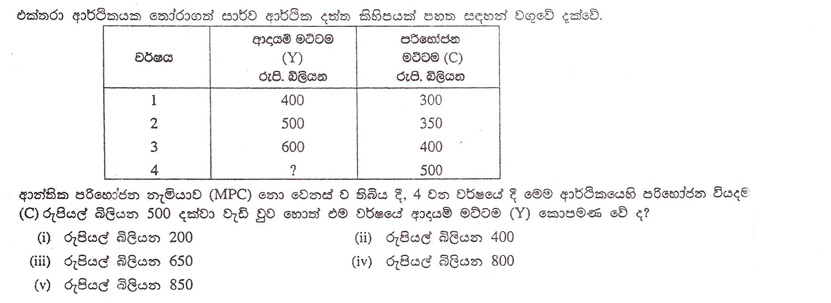 එක්තරා ආර්ථිකයක තෝරාගත් සාර්ව ආර්ථික දත්ත කිහිපයක් පහත සඳහන් වගුවේ දැක්වේ.
වර්ෂය ආදායම් මට්ටම (Y) රුපි. බිලියන පරිභෝජන මට්ටම (C) රුපි. බිලියන
1 400 300
2 500 350
3 600 400
4 ? 500
ආන්තික පරිභෝජන නැමියාව (MPC) නො වෙනස් ව තිබිය දී, 4 වන වර්ෂයේ දී මෙම ආර්ථිකයෙහි පරිභෝජන වියදම
(C) රුපියල් බිලියන 500 දක්වා වැඩි වුව හොත් එම වර්ෂයේ ආදායම් මට්ටම (Y) කොපමණ වේ ද?
(i) රුපියල් බිලියන 200 (ii) රුපියල් බිලියන 400
(iii) රුපියල් බිලියන 650 (iv) රුපියල් බිලියන 800
(v) රුපියල් බිලියන 850